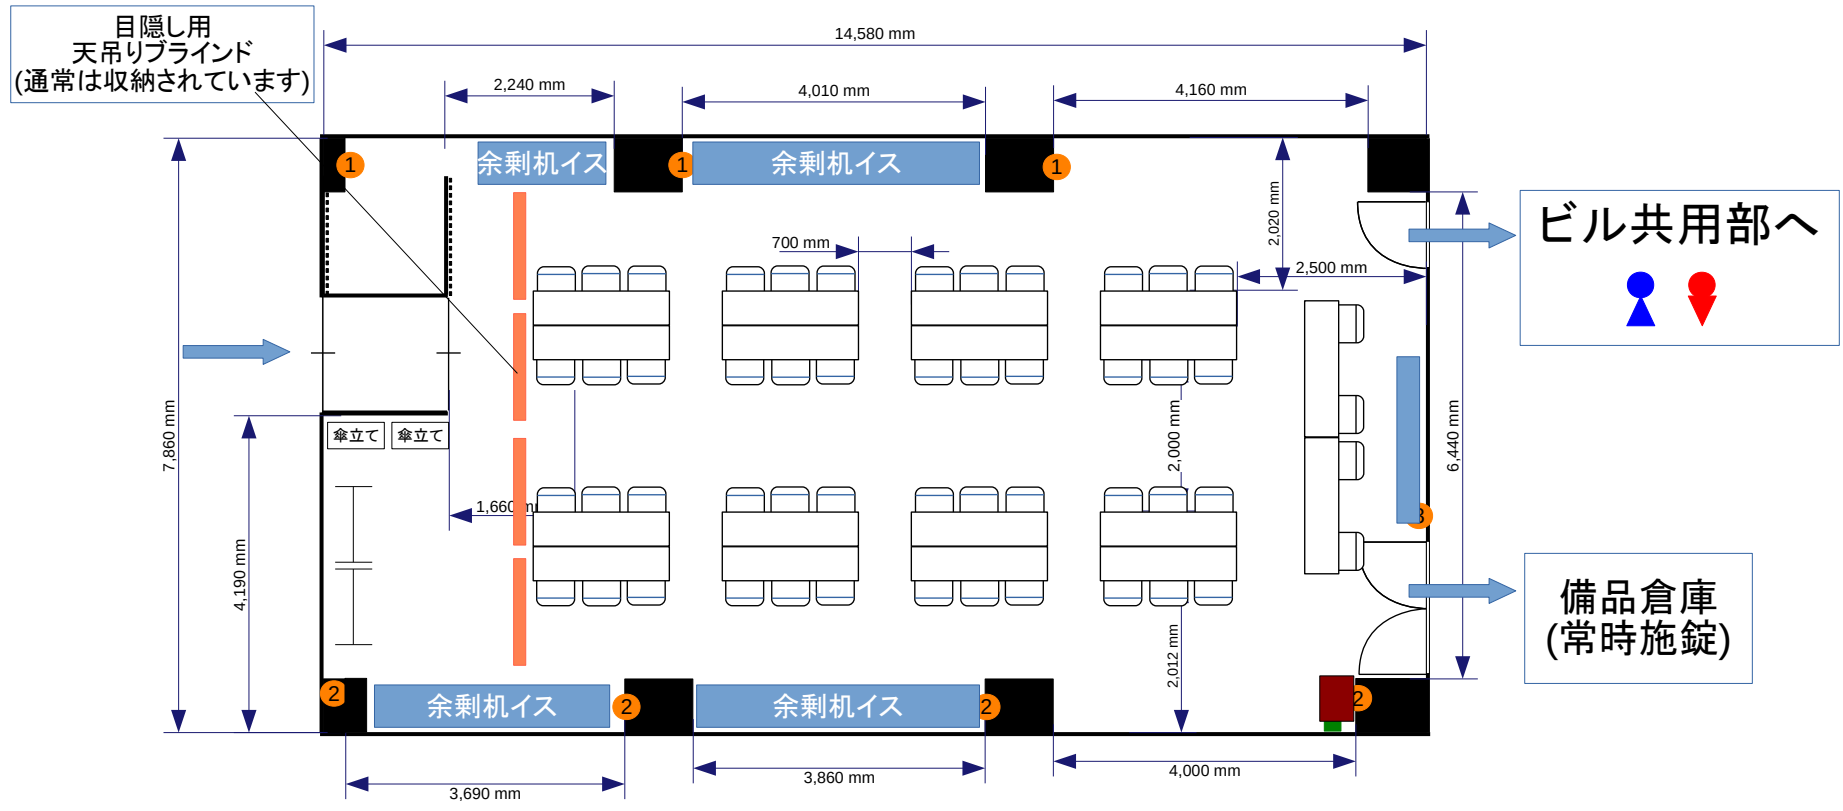 目隠し用
天吊りブラインド
(通常は収納されています)
14,580 mm
2,240 mm
4,010 mm
4,160 mm
1
余剰机イス
1
余剰机イス
1
2,020 mm
ビル共用部へ
700 mm
2,500 mm
7,860 mm
傘立て
傘立て
2,000 mm
6,440 mm
1,660 mm
3
4,190 mm
備品倉庫
(常時施錠)
2,012 mm
2
余剰机イス
2
余剰机イス
2
2
3,690 mm
3,860 mm
4,000 mm